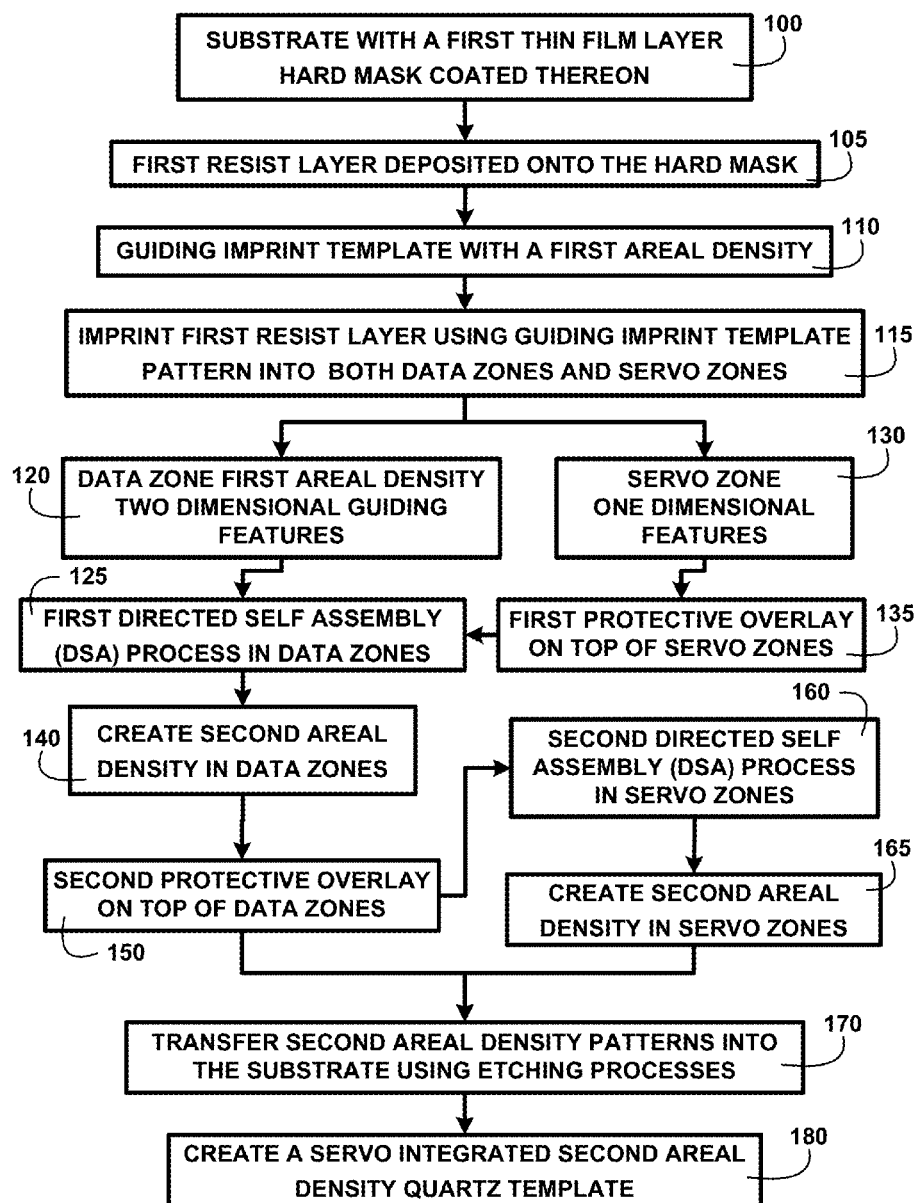 SUBSTRATE WITH A FIRST THIN FILM LAYER
HARD MASK COATED THEREON
100
FIRST RESIST LAYER DEPOSITED ONTO THE HARD MASK
105
GUIDING IMPRINT TEMPLATE WITH A FIRST AREAL DENSITY
110
IMPRINT FIRST RESIST LAYER USING GUIDING IMPRINT TEMPLATE
PATTERN INTO BOTH DATA ZONES AND SERVO ZONES
115
120
DATA ZONE FIRST AREAL DENSITY
TWO DIMENSIONAL GUIDING
FEATURES
130
SERVO ZONE
ONE DIMENSIONAL
FEATURES
125
FIRST DIRECTED SELF ASSEMBLY
(DSA) PROCESS IN DATA ZONES
FIRST PROTECTIVE OVERLAY
ON TOP OF SERVO ZONES
135
140
CREATE SECOND AREAL
DENSITY IN DATA ZONES
160
SECOND DIRECTED SELF
ASSEMBLY (DSA) PROCESS
IN SERVO ZONES
SECOND PROTECTIVE OVERLAY
ON TOP OF DATA ZONES
150
165
CREATE SECOND AREAL
DENSITY IN SERVO ZONES
TRANSFER SECOND AREAL DENSITY PATTERNS INTO
THE SUBSTRATE USING ETCHING PROCESSES
170
CREATE A SERVO INTEGRATED SECOND AREAL
DENSITY QUARTZ TEMPLATE
180